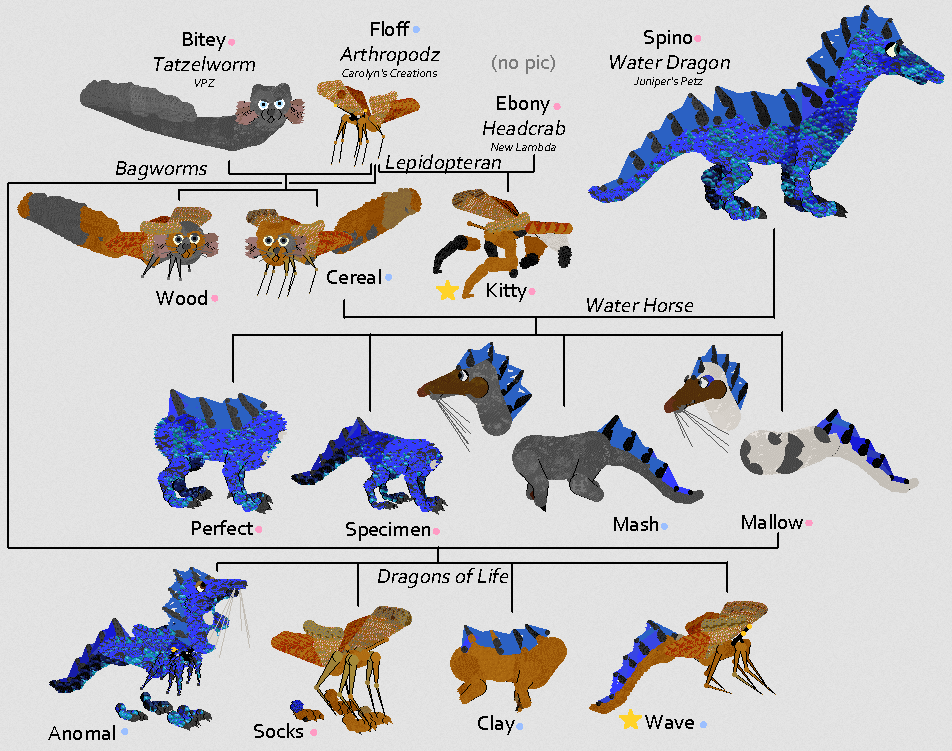 Bitey
Tatzelworm
VPZ
Floff
Arthropodz
Carolyn's Creations
(no pic)
Ebony
Headcrab
New Lambda
Spino
Water Dragon
Juniper's Petz
Bagworms
Lepidopteran
Wood
Cereal
Kitty
Water Horse
Perfect
Specimen
Mash
Mallow
Dragons of Life
Anomal
Socks
Clay
Wave